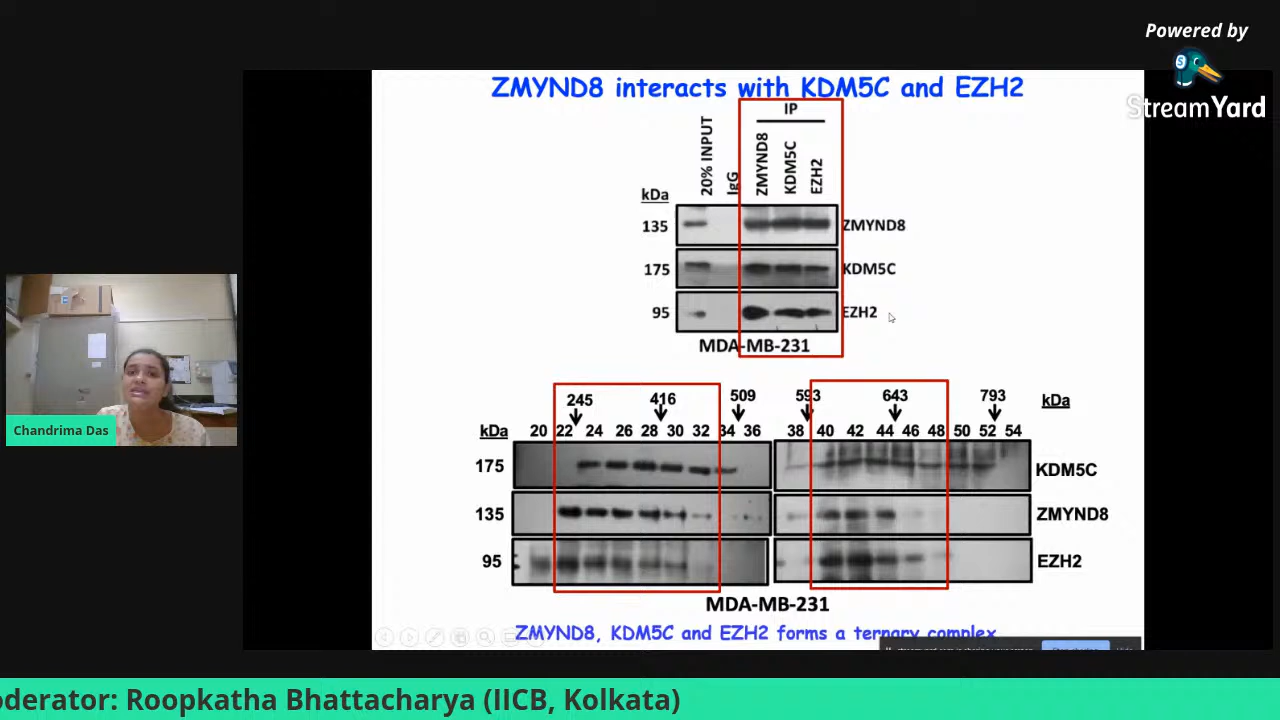 Powered by
StreamYard
ZMYND8 interacts with KDM5C and EZH2
IP
20% INPUT
IgG
ZMYND8
KDM5C
EZH2
kDa
135
ZMYND8
175
KDM5C
95
EZH2
MDA-MB-231
245 416 509 593 643 793 kDa
kDa 20 22 24 26 28 30 32 34 36 38 40 42 44 46 48 50 52 54
175
KDM5C
135
ZMYND8
95
EZH2
MDA-MB-231
ZMYND8, KDM5C and EZH2 forms a ternary complex
Chandrima Das
oderator: Roopkatha Bhattacharya (IICB, Kolkata)